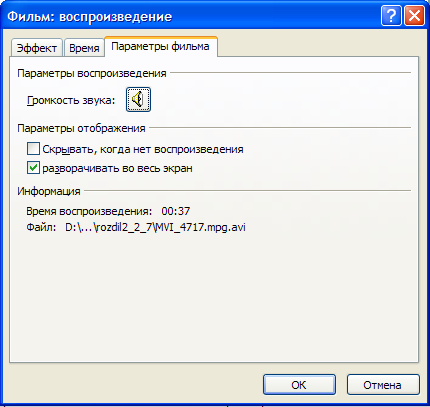 Фильм: воспроизведение
Эффект Время Параметры фильма
Параметры воспроизведения
Громкость звука:
Параметры отображения
Скрывать, когда нет воспроизведения
разворачивать во весь экран
Информация
Время воспроизведения: 00:37
Файл: D:\...\rozdil2_2_7\MVI_4717.mpg.avi
ОК Отмена